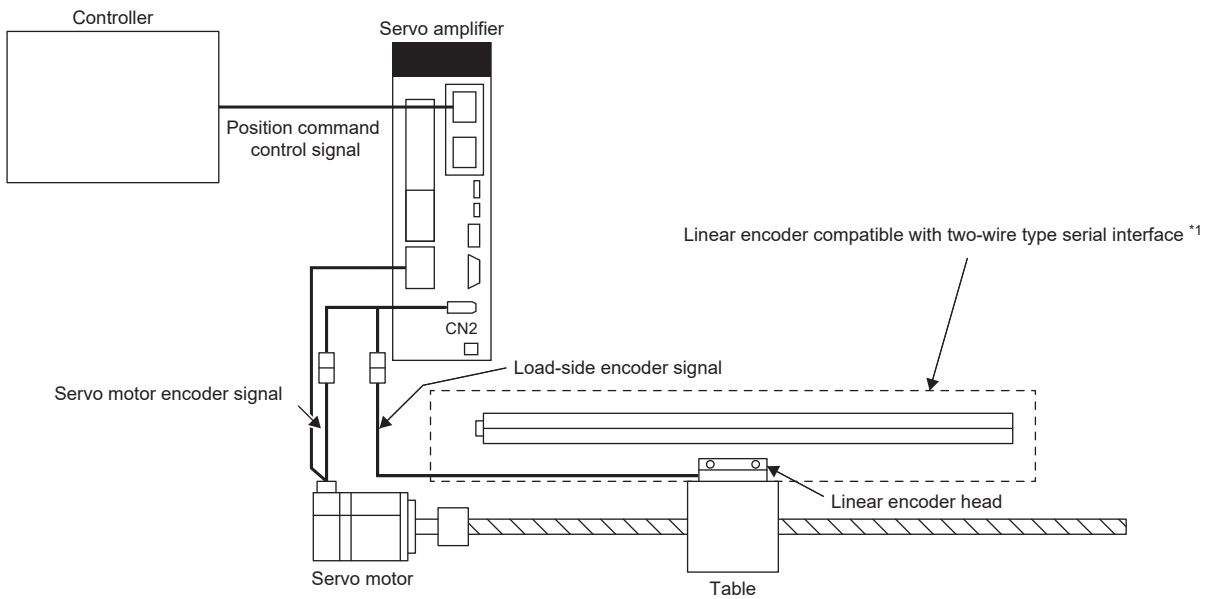 Controller
Servo amplifier
Position command
control signal
Linear encoder compatible with two-wire type serial interface *1
CN2
Load-side encoder signal
Servo motor encoder signal
Linear encoder head
Servo motor
Table